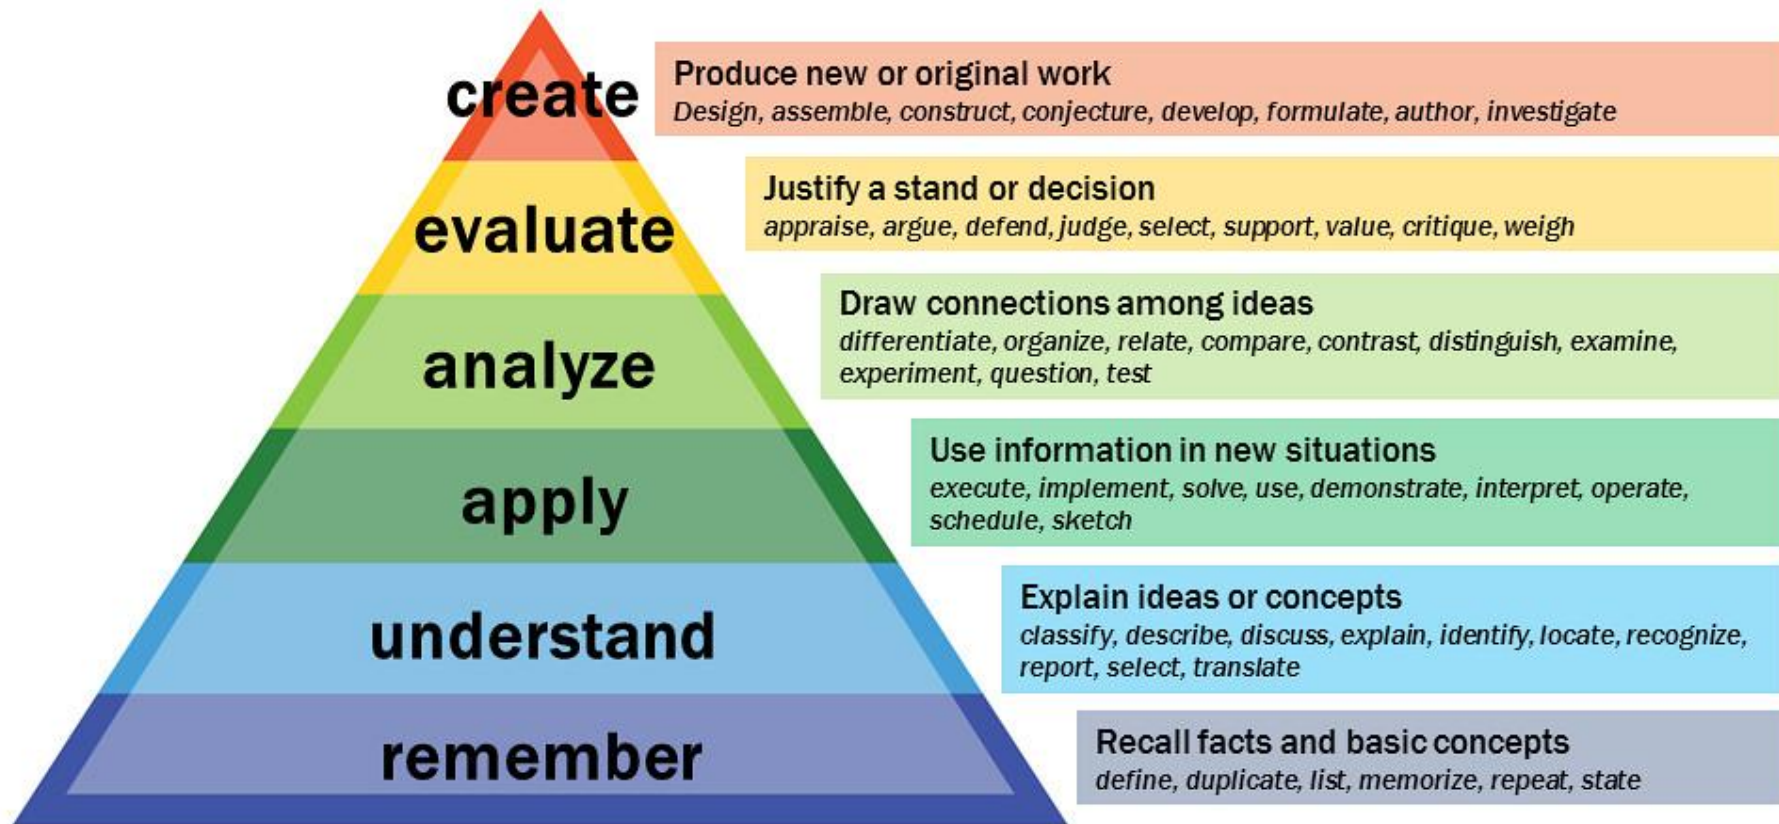 create
Produce new or original work
Design, assemble, construct, conjecture, develop, formulate, author, investigate
evaluate
Justify a stand or decision
appraise, argue, defend, judge, select, support, value, critique, weigh
analyze
Draw connections among ideas
differentiate, organize, relate, compare, contrast, distinguish, examine,
experiment, question, test
apply
Use information in new situations
execute, implement, solve, use, demonstrate, interpret, operate,
schedule, sketch
understand
Explain ideas or concepts
classify, describe, discuss, explain, identify, locate, recognize,
report, select, translate
remember
Recall facts and basic concepts
define, duplicate, list, memorize, repeat, state